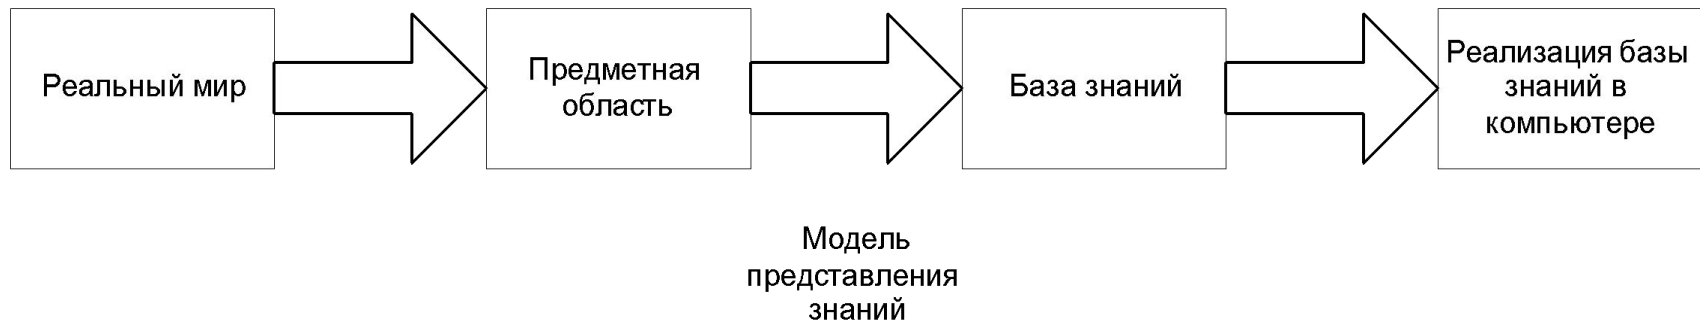 Реальный мир
Предметная
область
База знаний
Реализация базы
знаний в
компьютере
Модель
представления
знаний